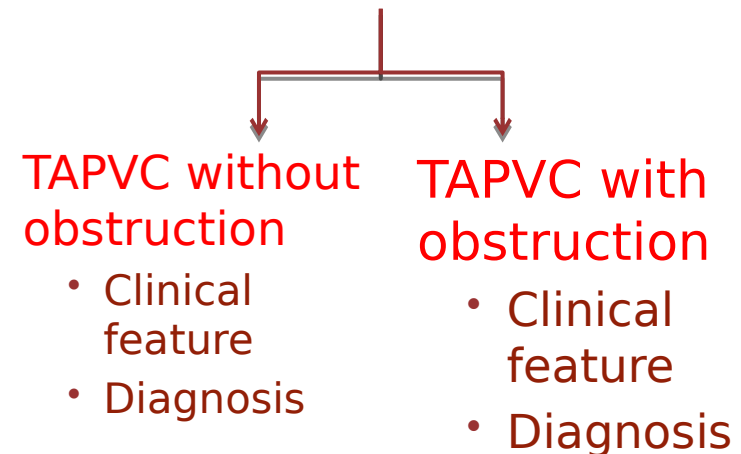 TAPVC without
obstruction
• Clinical
feature
• Diagnosis
TAPVC with
obstruction
• Clinical
feature
• Diagnosis